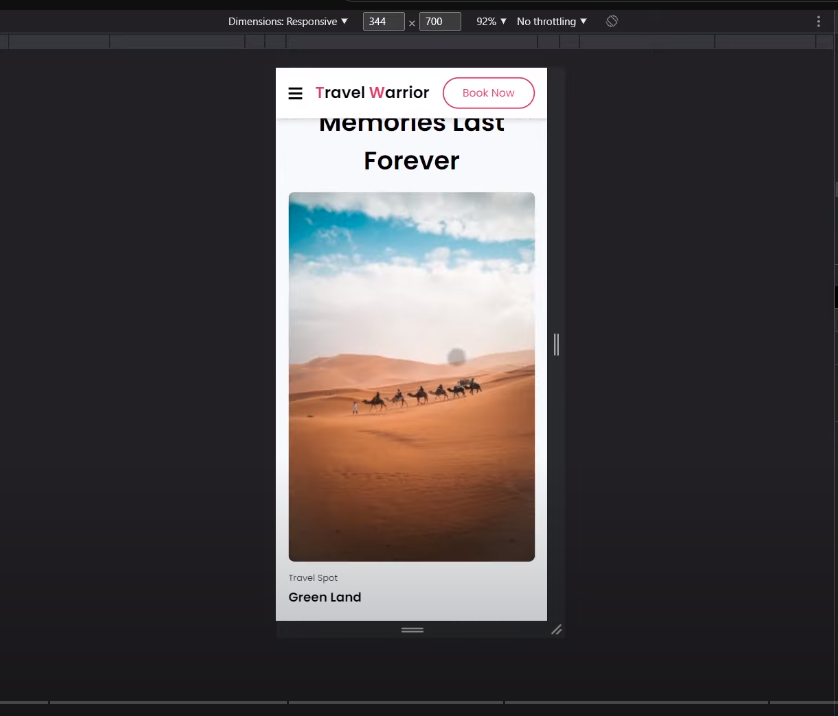 Dimensions: Responsive ▼ 344 × 700 92% ▼ No throttling ▼
Travel Warrior Book Now
Memories Last
Forever
Travel Spot
Green Land